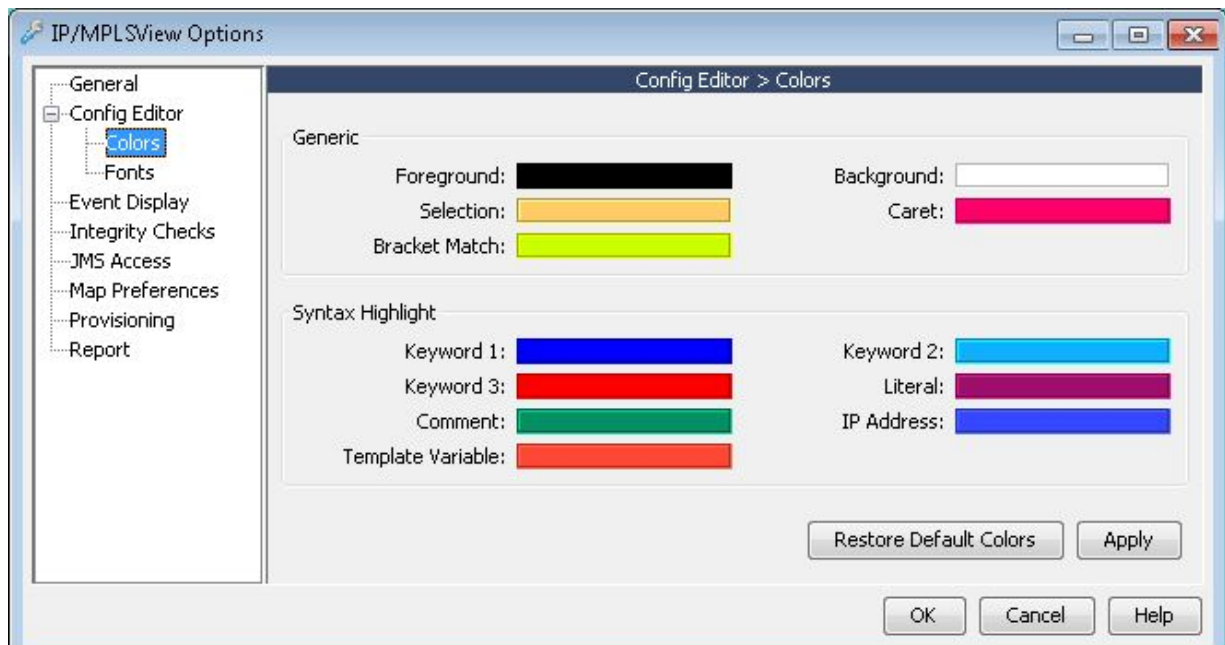 IP/MPLSView Options
General
Config Editor
Colors
Fonts
Event Display
Integrity Checks
JMS Access
Map Preferences
Provisioning
Report
Config Editor > Colors
Generic
Foreground:
Background:
Selection:
Caret:
Bracket Match:
Syntax Highlight
Keyword 1:
Keyword 2:
Keyword 3:
Literal:
Comment:
IP Address:
Template Variable:
Restore Default Colors
Apply
OK
Cancel
Help